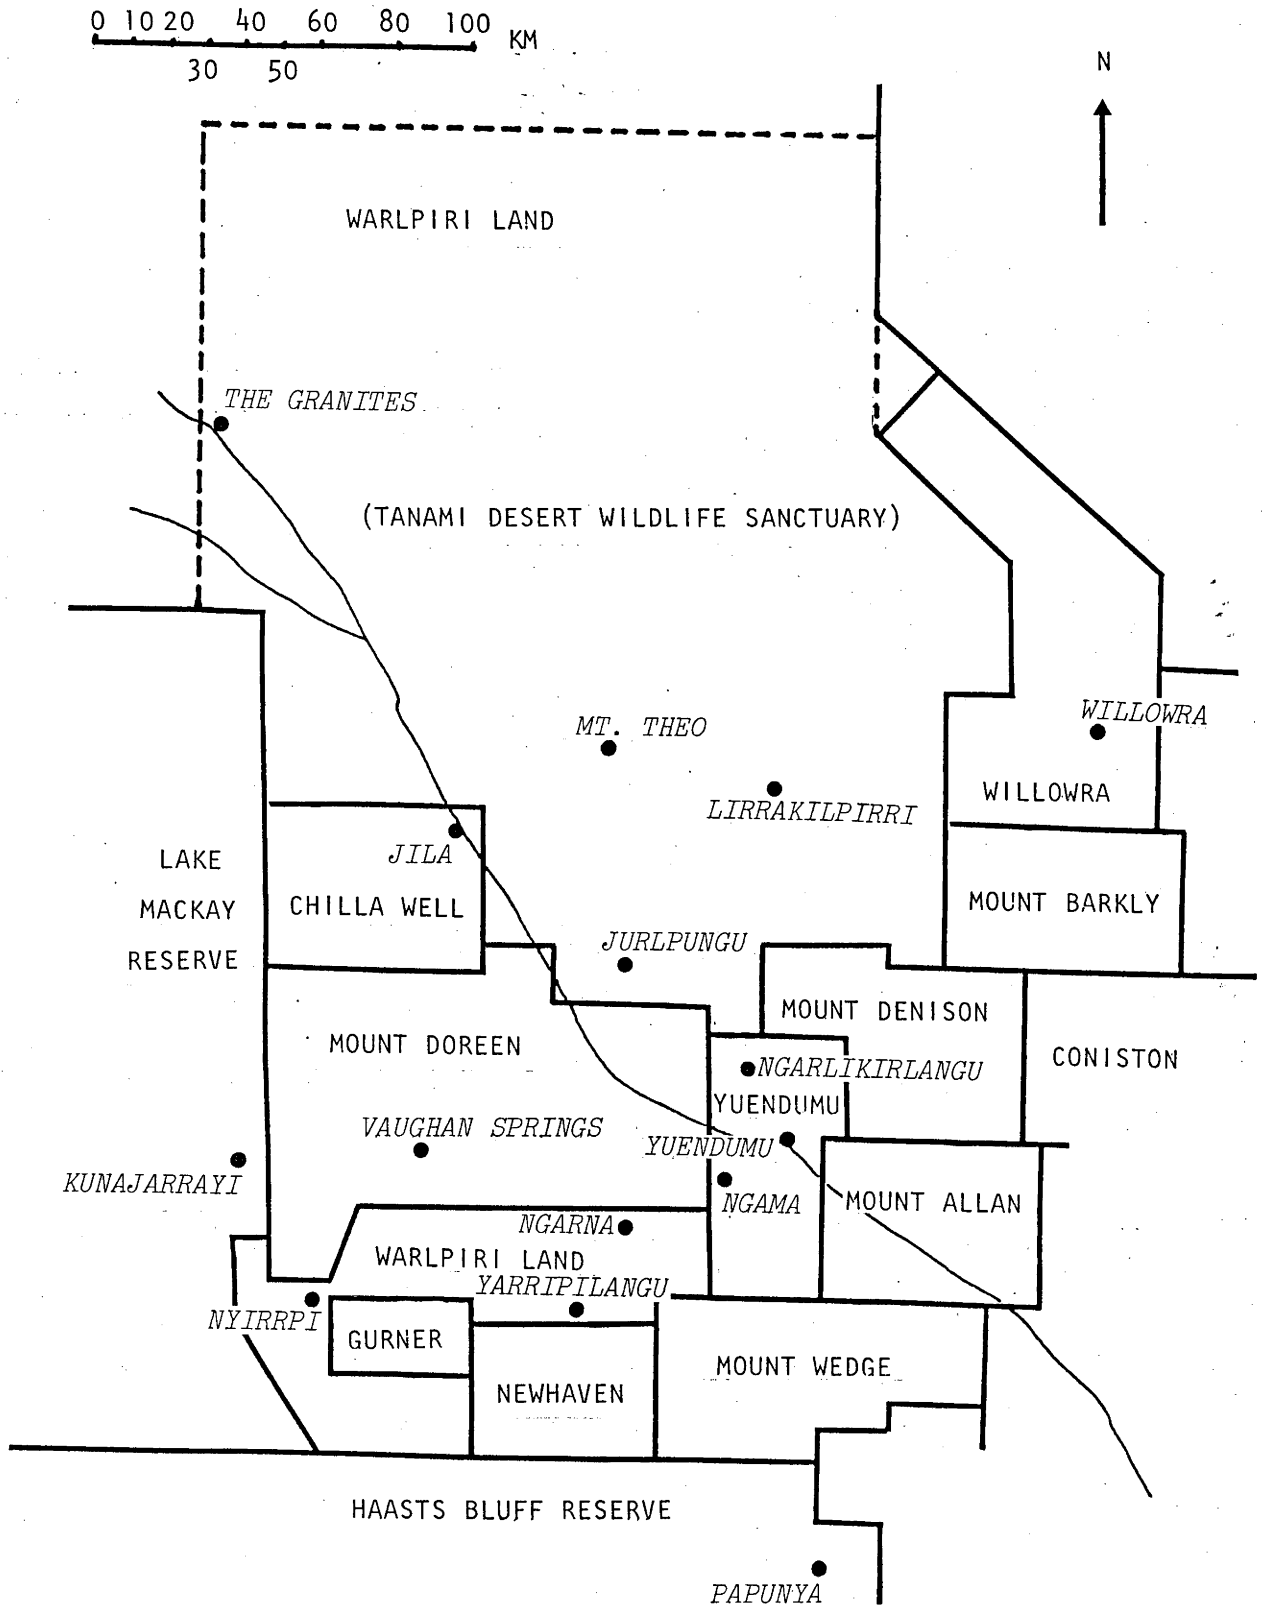 0 10 20 40 60 80 100 KM
30 50
N
WARLPIRI LAND
THE GRANITES
(TANAMI DESERT WILDLIFE SANCTUARY)
WILLOWRA
MT. THEO
WILLOWRA
LIRRAKILPIRRI
JILA
LAKE
MACKAY
RESERVE
CHILLA WELL
MOUNT BARKLY
JURLPUNGU
MOUNT DENISON
MOUNT DOREEN
CONISTON
NGARLIKIRLANGU
YUENDUMU
VAUGHAN SPRINGS
YUENDUMU
KUNAJARRAYI
NGAMA
MOUNT ALLAN
NGARNA
WARLPIRI LAND
YARRIPILANGU
NYIRRPI
GURNER
MOUNT WEDGE
NEWHAVEN
HAASTS BLUFF RESERVE
PAPUNYA